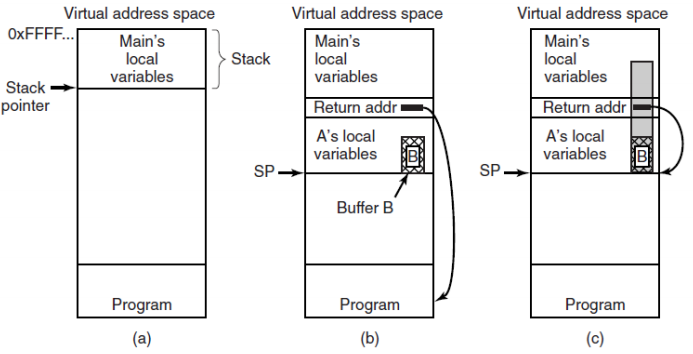 Virtual address space
0xFFFF...
Main's
local
variables
Stack
Stack
pointer
Program
(a)
Virtual address space
Main's
local
variables
Return addr
A's local
variables
B
SP
Buffer B
Program
(b)
Virtual address space
Main's
local
variables
Return addr
A's local
variables
B
SP
Program
(c)